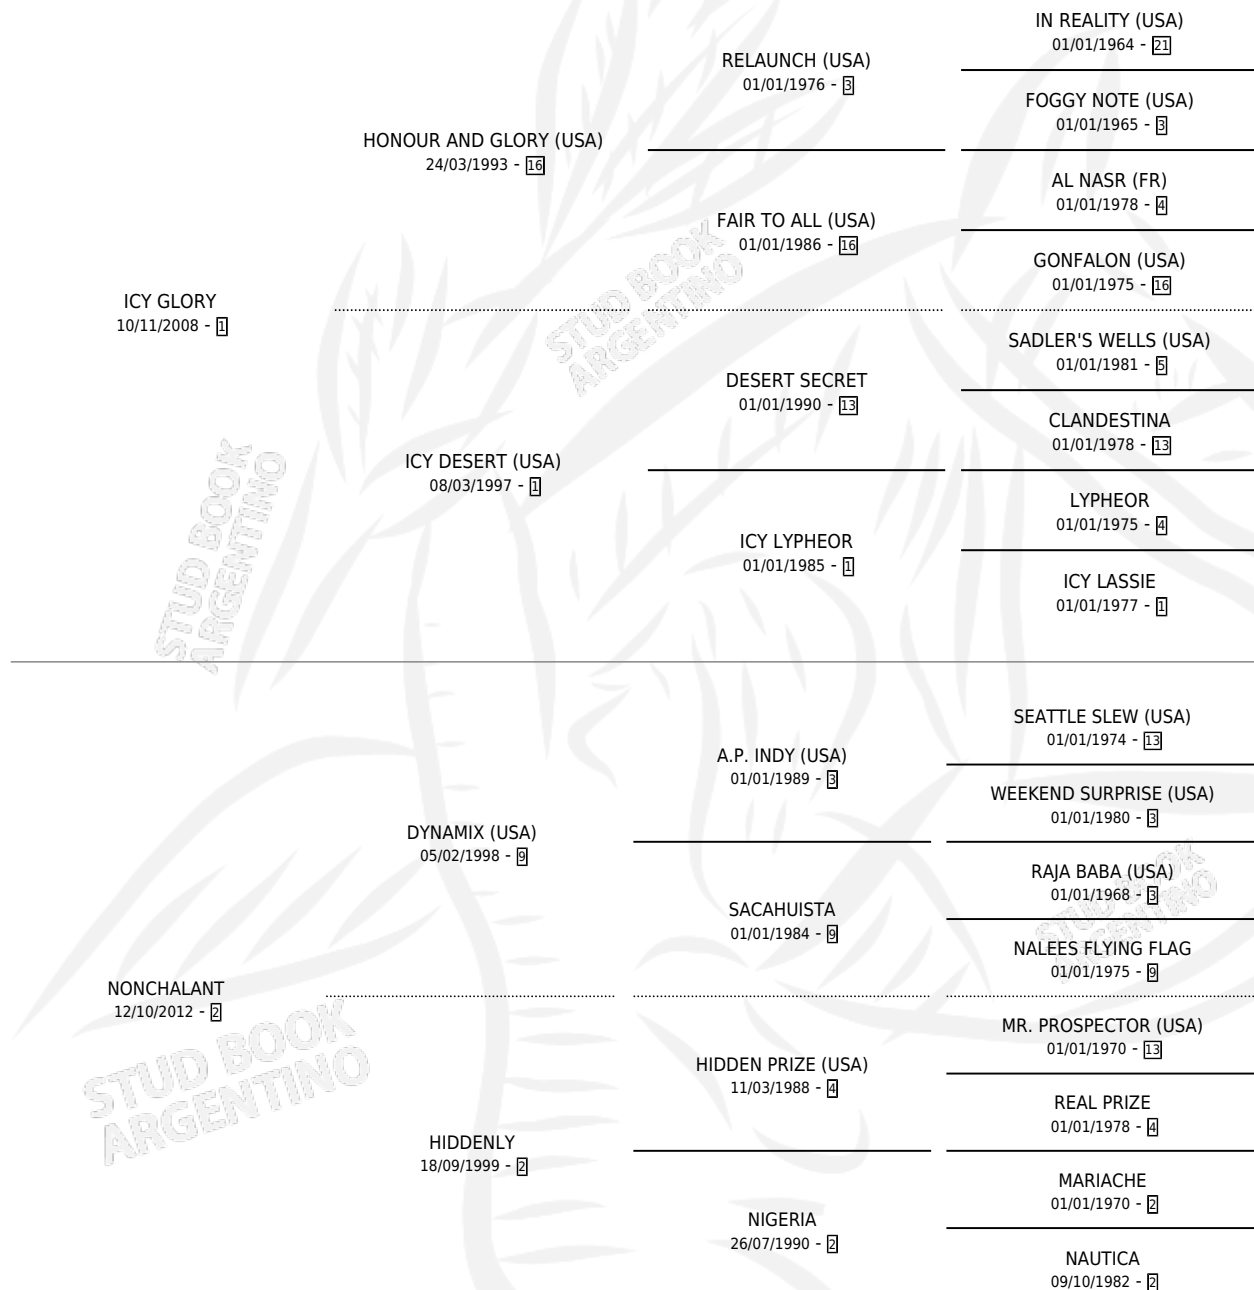 IN REALITY (USA)
01/01/1964 - 21
RELAUNCH (USA)
01/01/1976 - 3
FOGGY NOTE (USA)
01/01/1965 - 3
HONOUR AND GLORY (USA)
24/03/1993 - 16
AL NASR (FR)
01/01/1978 - 4
FAIR TO ALL (USA)
01/01/1986 - 16
GONFALON (USA)
01/01/1975 - 16
ICY GLORY
10/11/2008 - 1
STUD BOOK
ARGENTINO
SADLER'S WELLS (USA)
01/01/1981 - 5
DESERT SECRET
01/01/1990 - 13
CLANDESTINA
01/01/1978 - 13
ICY DESERT (USA)
08/03/1997 - 1
LYPHEOR
01/01/1975 - 4
ICY LYPHEOR
01/01/1985 - 1
ICY LASSIE
01/01/1977 - 1
STUD BOOK
ARGENTINO
SEATTLE SLEW (USA)
01/01/1974 - 13
A.P. INDY (USA)
01/01/1989 - 3
WEEKEND SURPRISE (USA)
01/01/1980 - 3
DYNAMIX (USA)
05/02/1998 - 9
RAJA BABA (USA)
01/01/1968 - 3
SACAHUISTA
01/01/1984 - 9
STUD BOOK
ARGENTINO
NALEES FLYING FLAG
01/01/1975 - 9
NONCHALANT
12/10/2012 - 2
MR. PROSPECTOR (USA)
01/01/1970 - 13
HIDDEN PRIZE (USA)
11/03/1988 - 4
STUD BOOK
ARGENTINO
REAL PRIZE
01/01/1978 - 4
HIDDENLY
18/09/1999 - 2
MARIACHE
01/01/1970 - 2
NIGERIA
26/07/1990 - 2
NAUTICA
09/10/1982 - 2